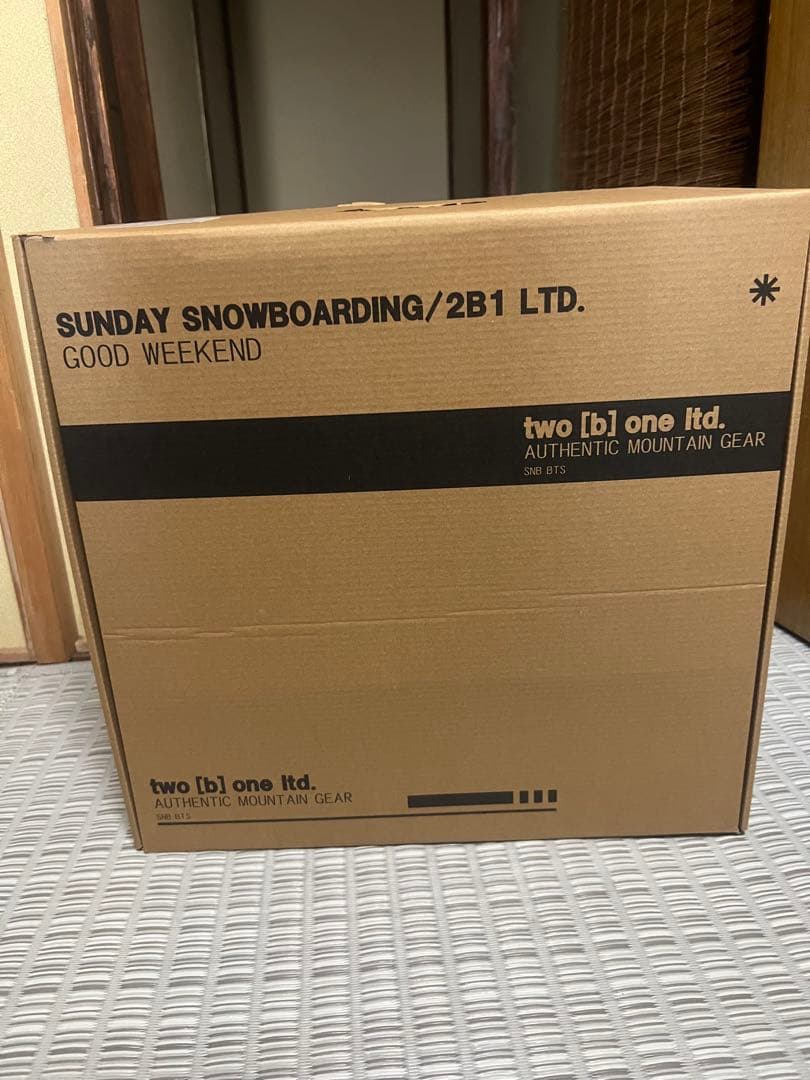 SUNDAY SNOWBOARDING/2B1 LTD.
GOOD WEEKEND
two [b] one ltd.
AUTHENTIC MOUNTAIN GEAR
SNB BTS
two [b] one ltd.
AUTHENTIC MOUNTAIN GEAR
SNB BTS